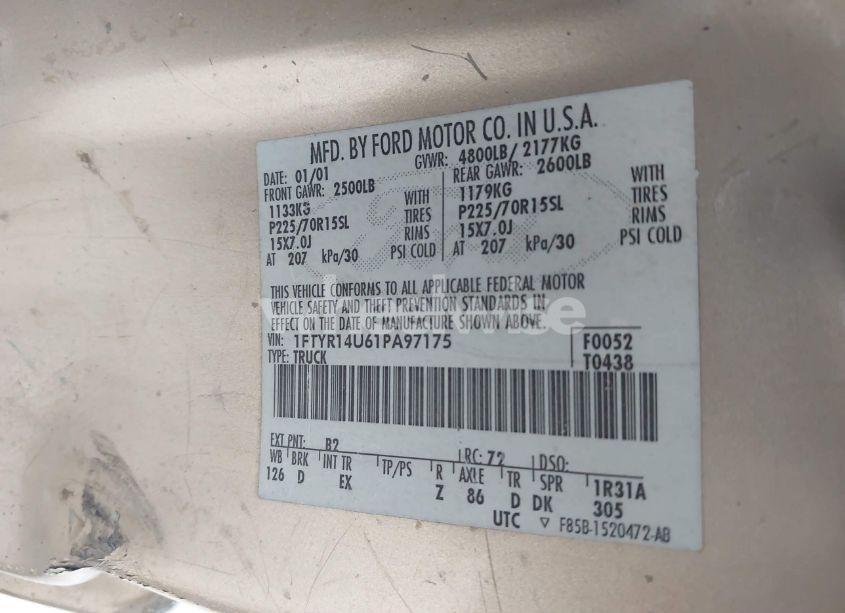 MFD. BY FORD MOTOR CO. IN U.S.A.
DATE: 01/01 GVWR: 4800LB/ 2177KG
FRONT GAWR: 2500LB REAR GAWR: 2600LB
1133KG WITH 1179KG WITH
P225/70R15SL TIRES P225/70R15SL TIRES
15X7.0J RIMS 15X7.0J RIMS
AT 207 kPa/30 PSI COLD AT 207 kPa/30 PSI COLD
THIS VEHICLE CONFORMS TO ALL APPLICABLE FEDERAL MOTOR
VEHICLE SAFETY AND THEFT PREVENTION STANDARDS IN
EFFECT ON THE DATE OF MANUFACTURE SHOWN ABOVE.
VIN: 1FTYR14U61PA97175 F0052
TYPE: TRUCK T0438
EXT PNT: B2 RC: 72 DSO:
WB BRK INT TR TP/PS R AXLE TR SPR 1R31A
126 D EX Z 86 D DK 305
UTC ▽ F85B-1520472-AB